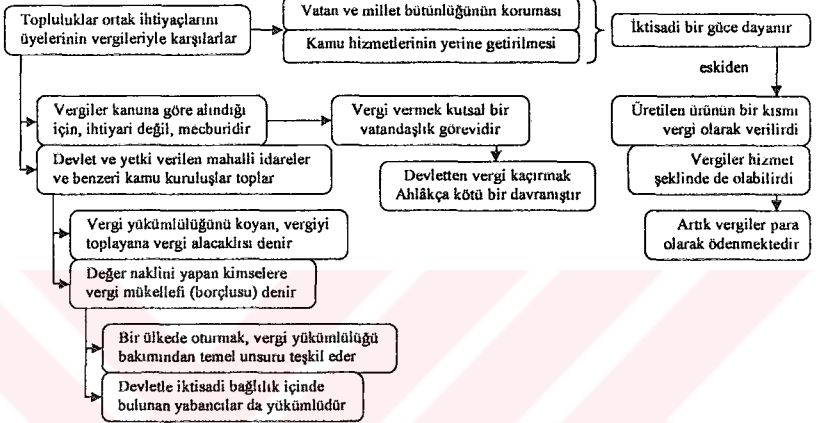 Topluluklar ortak ihtiyaçlarını
üyelerinin vergileriyle karşılarlar
Vatan ve millet bütünlüğünün koruması
Kamu hizmetlerinin yerine getirilmesi
İktisadi bir güce dayanır
eskiden
Üretilen ürünün bir kısmı
vergi olarak verilirdi
Vergiler hizmet
şeklinde de olabilirdi
Artık vergiler para
olarak ödenmektedir
Vergiler kanuna göre alındığı
için, ihtiyari değil, mecburidir
Vergi vermek kutsal bir
vatandaşlık görevidir
Devletten vergi kaçırmak
Ahlâkça kötü bir davranıştır
Devlet ve yetki verilen mahalli idareler
ve benzeri kamu kuruluşlar toplar
Vergi yükümlülüğünü koyan, vergiyi
toplayana vergi alacaklısı denir
Değer naklini yapan kimselere
vergi mükellefi (borçlusu) denir
Bir ülkede oturmak, vergi yükümlülüğü
bakımından temel unsuru teşkil eder
Devletle iktisadi bağlılık içinde
bulunan yabancılar da yükümlüdür